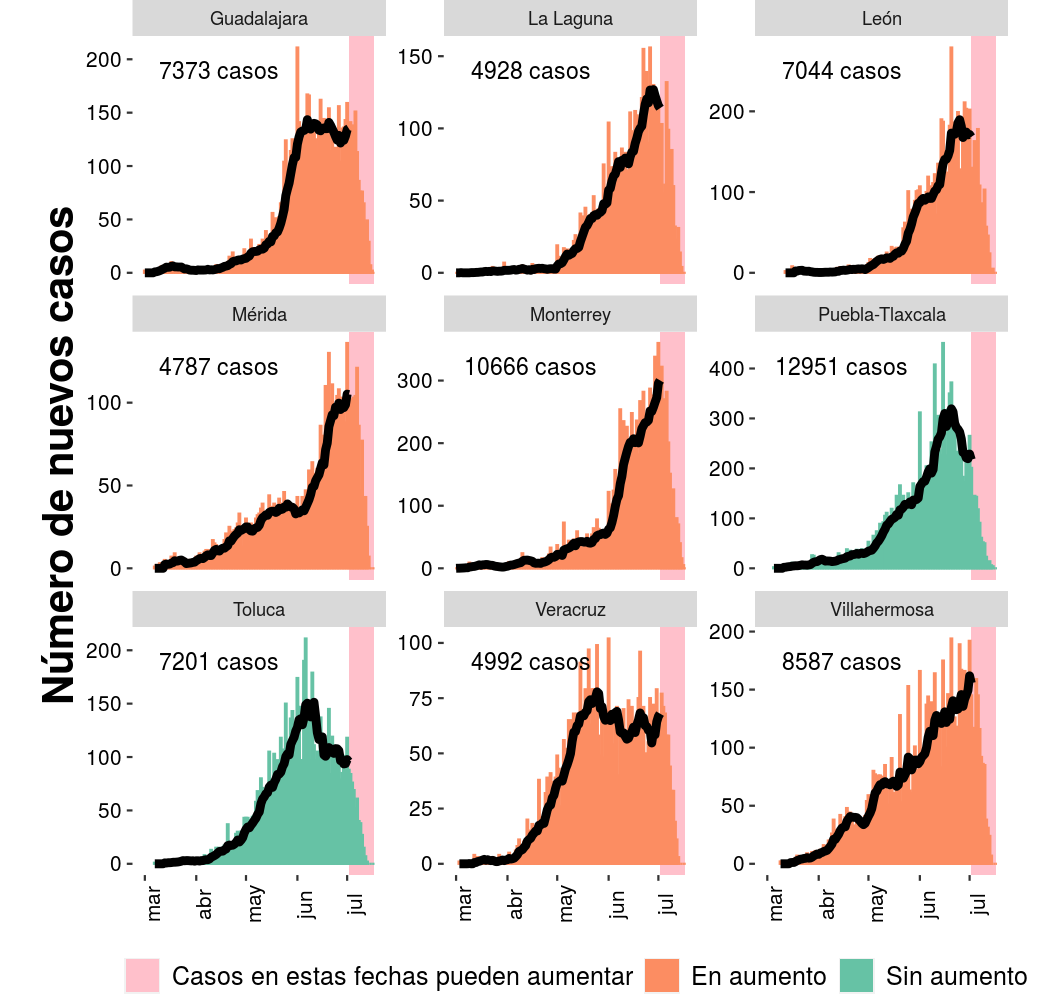 Número de nuevos casos
Guadalajara
La Laguna
León
7373 casos
4928 casos
7044 casos
200
150
100
50
0
150
100
50
0
200
100
0
Mérida
Monterrey
Puebla-Tlaxcala
4787 casos
10666 casos
12951 casos
100
50
0
300
200
100
0
400
300
200
100
0
Toluca
Veracruz
Villahermosa
7201 casos
4992 casos
8587 casos
200
150
100
50
0
100
75
50
25
0
200
150
100
50
0
mar
abr
may
jun
jul
mar
abr
may
jun
jul
mar
abr
may
jun
jul
Casos en estas fechas pueden aumentar
En aumento
Sin aumento